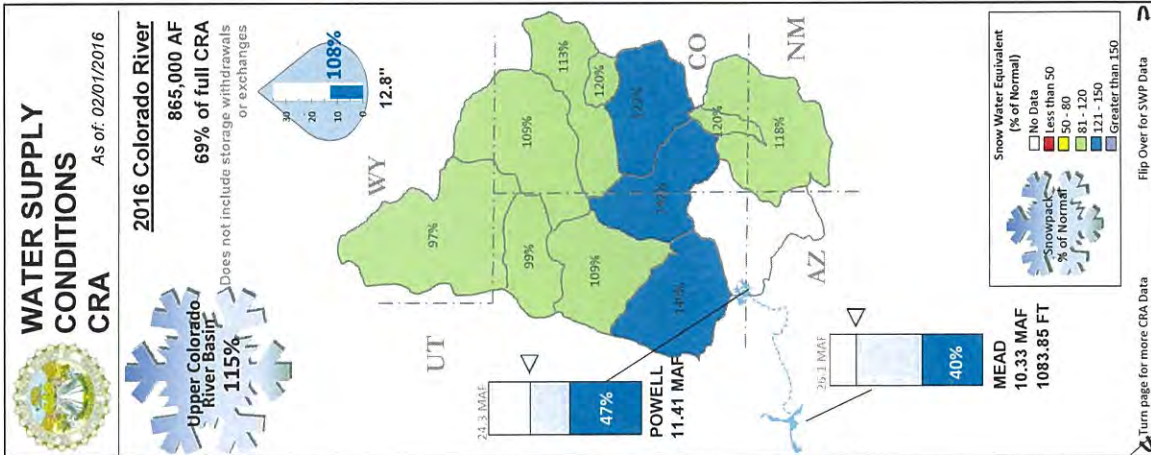 WATER SUPPLY
CONDITIONS
CRA
As of: 02/01/2016
Upper Colorado
River Basin
115%
2016 Colorado River
865,000 AF
69% of full CRA
Does not include storage withdrawals
or exchanges
30
20
10
0
108%
12.8"
UT
WY
CO
AZ
NM
97%
99%
109%
109%
113%
120%
122%
120%
118%
24.3 MAF
47%
POWELL
11.41 MAF
26.1 MAF
40%
MEAD
10.33 MAF
1083.85 FT
Snowpack
% of Normal
Snow Water Equivalent
(% of Normal)
No Data
Less than 50
50 - 80
81 - 120
121 - 150
Greater than 150
Turn page for more CRA Data
Flip Over for SWP Data